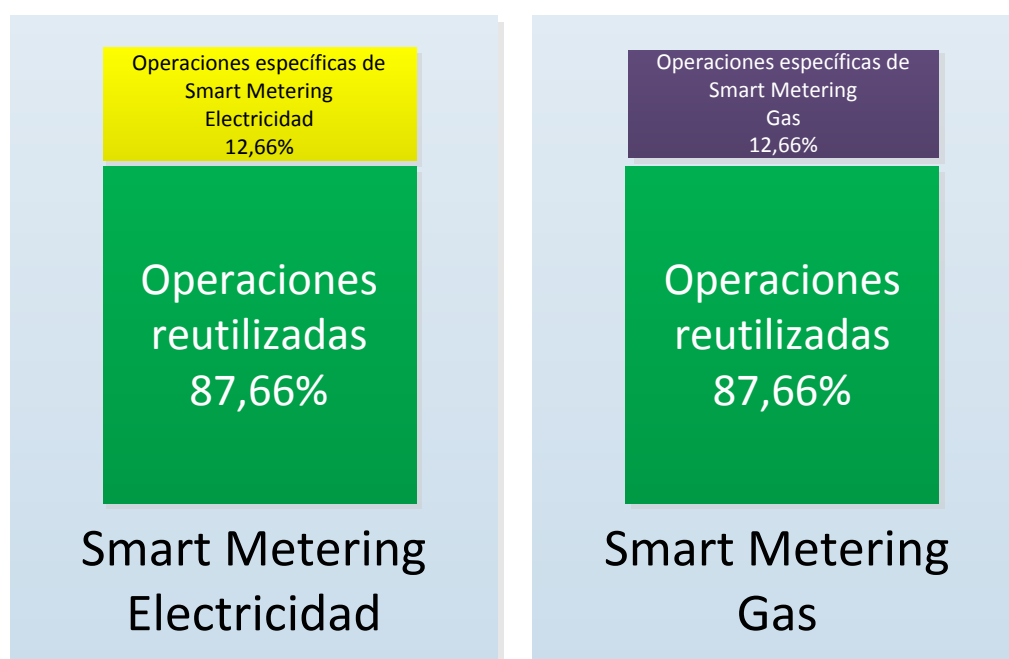 Operaciones específicas de
Smart Metering
Electricidad
12,66%
Operaciones
reutilizadas
87,66%
Smart Metering
Electricidad
Operaciones específicas de
Smart Metering
Gas
12,66%
Operaciones
reutilizadas
87,66%
Smart Metering
Gas